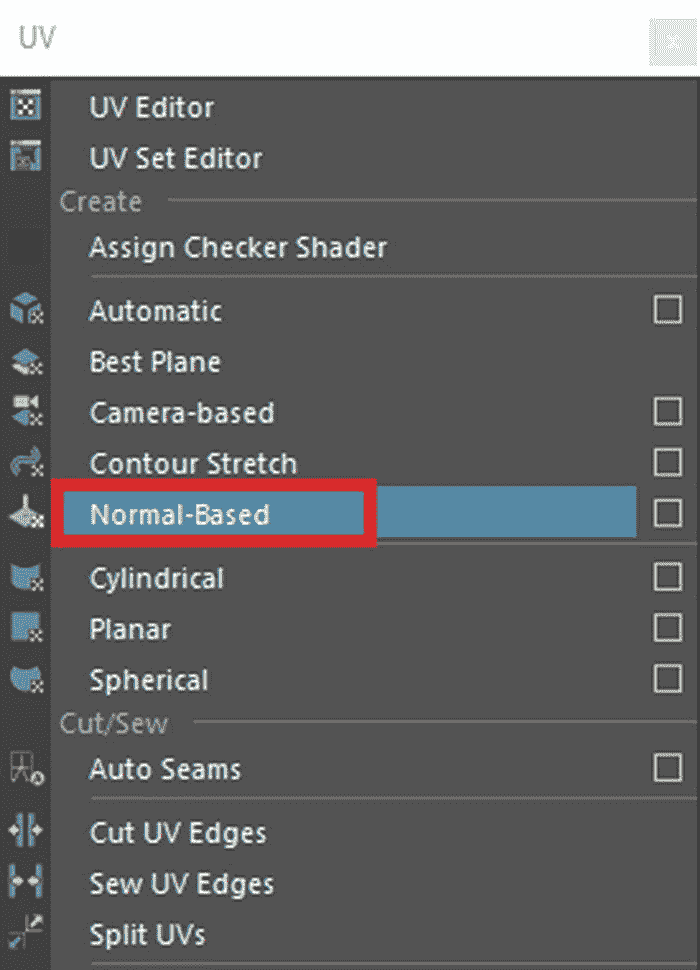 UV
UV Editor
UV Set Editor
Create
Assign Checker Shader
Automatic
Best Plane
Camera-based
Contour Stretch
Normal-Based
Cylindrical
Planar
Spherical
Cut/Sew
Auto Seams
Cut UV Edges
Sew UV Edges
Split UVs